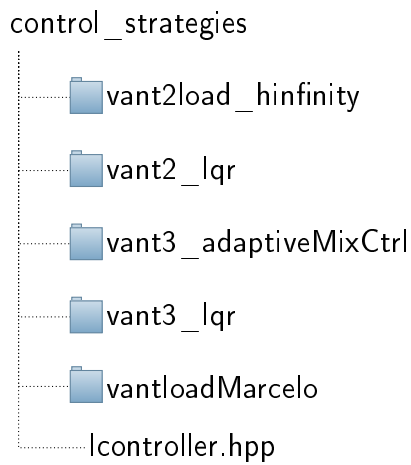 control_strategies
vant2load_hinfinity
vant2_lqr
vant3_adaptiveMixCtrl
vant3_lqr
vantloadMarcelo
Icontroller.hpp